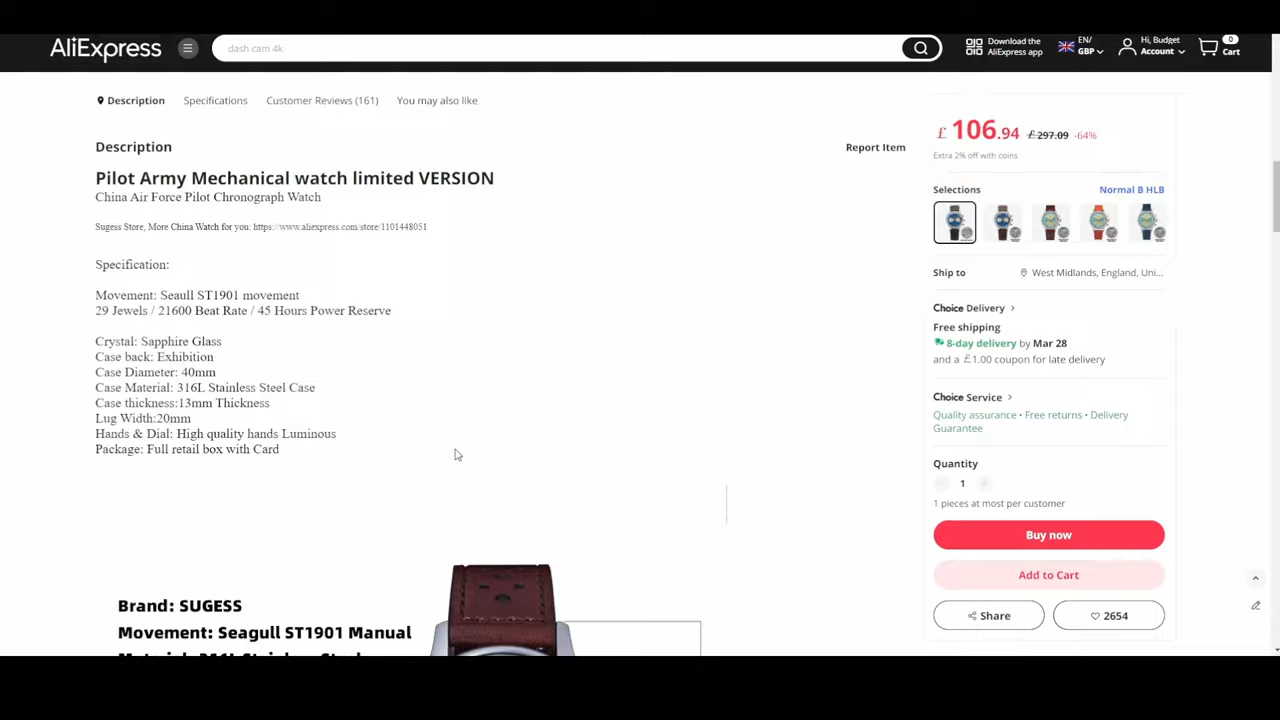 AliExpress
dash cam 4k
Download the
AliExpress app
EN/
GBP
Hi, Budget
Account
0
Cart
Description
Specifications
Customer Reviews (161)
You may also like
Description
Report Item
Pilot Army Mechanical watch limited VERSION
China Air Force Pilot Chronograph Watch
Sugess Store, More China Watch for you: https://www.aliexpress.com/store/1101448051
Specification:
Movement: Seaull ST1901 movement
29 Jewels / 21600 Beat Rate / 45 Hours Power Reserve
Crystal: Sapphire Glass
Case back: Exhibition
Case Diameter: 40mm
Case Material: 316L Stainless Steel Case
Case thickness:13mm Thickness
Lug Width:20mm
Hands & Dial: High quality hands Luminous
Package: Full retail box with Card
Brand: SUGESS
Movement: Seagull ST1901 Manual
£106.94 £297.09 -64%
Extra 2% off with coins
Selections
Normal B HLB
Ship to
West Midlands, England, Uni...
Choice Delivery
Free shipping
8-day delivery by Mar 28
and a £1.00 coupon for late delivery
Choice Service
Quality assurance • Free returns • Delivery
Guarantee
Quantity
1
1 pieces at most per customer
Buy now
Add to Cart
Share
2654